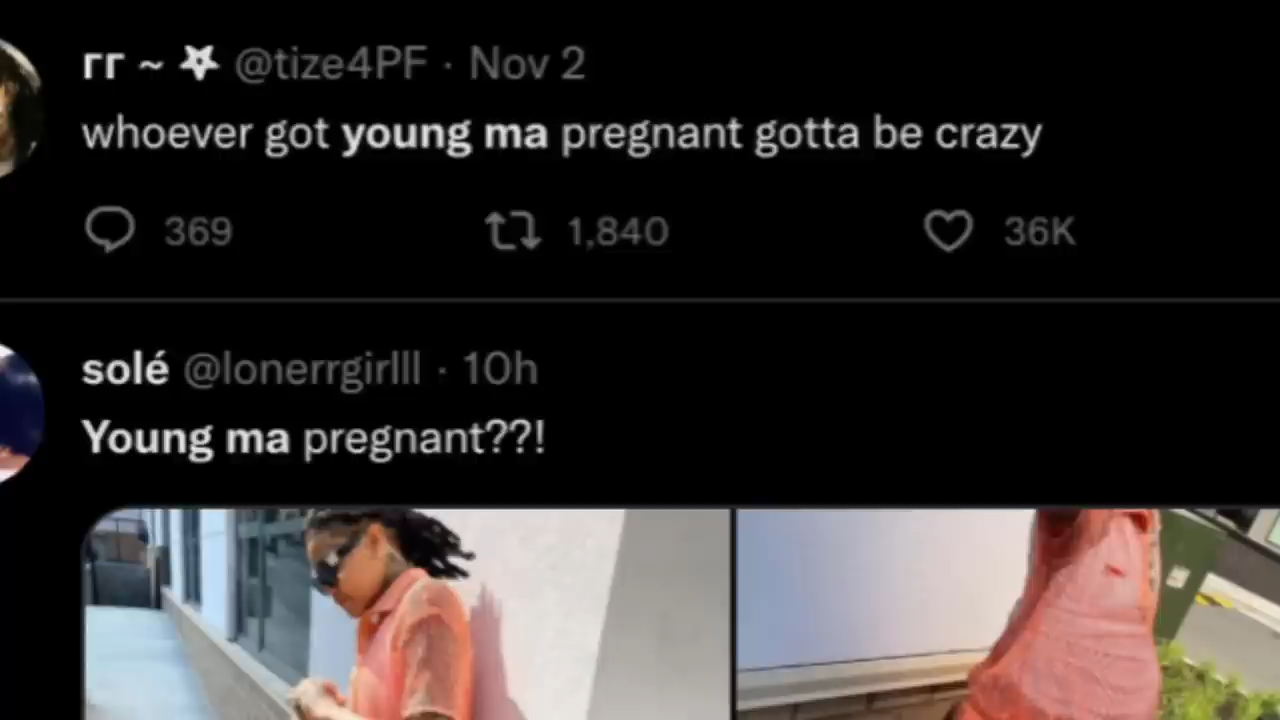 rr ~ ⛧ @tize4PF · Nov 2
whoever got young ma pregnant gotta be crazy
369 1,840 36K
solé @lonerrgirlll · 10h
Young ma pregnant??!